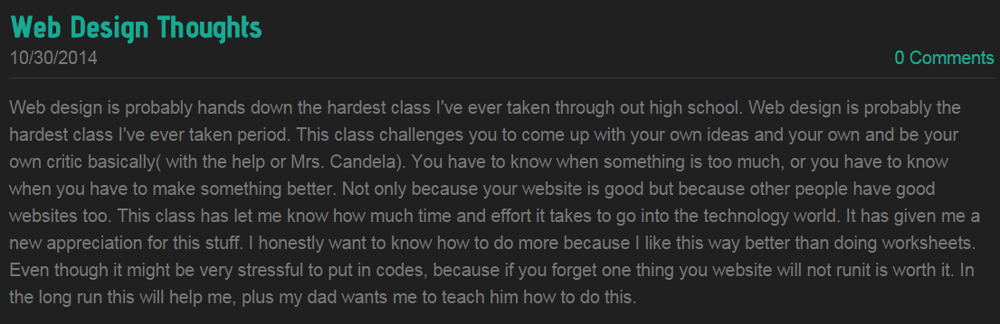 Web Design Thoughts
10/30/2014 0 Comments
Web design is probably hands down the hardest class I've ever taken through out high school. Web design is probably the
hardest class I've ever taken period. This class challenges you to come up with your own ideas and your own and be your
own critic basically( with the help or Mrs. Candela). You have to know when something is too much, or you have to know
when you have to make something better. Not only because your website is good but because other people have good
websites too. This class has let me know how much time and effort it takes to go into the technology world. It has given me a
new appreciation for this stuff. I honestly want to know how to do more because I like this way better than doing worksheets.
Even though it might be very stressful to put in codes, because if you forget one thing you website will not runit is worth it. In
the long run this will help me, plus my dad wants me to teach him how to do this.